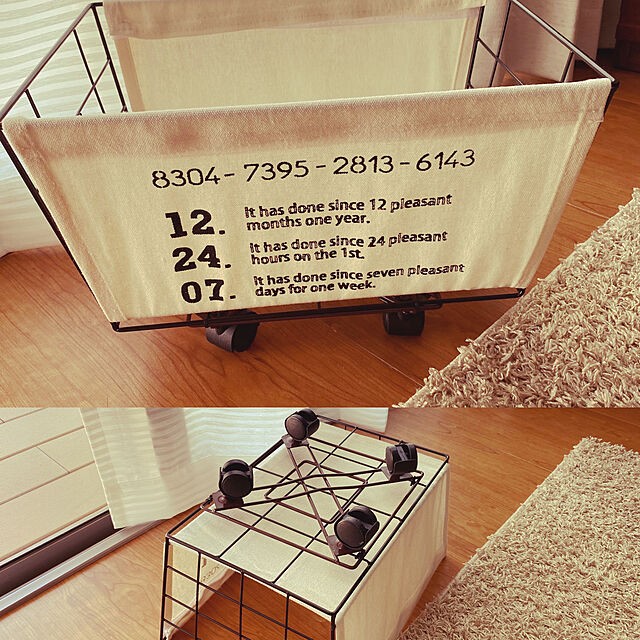 8304-7395-2813-6143
12. It has done since 12 pleasant
months one year.
24. It has done since 24 pleasant
hours on the 1st.
07. It has done since seven pleasant
days for one week.